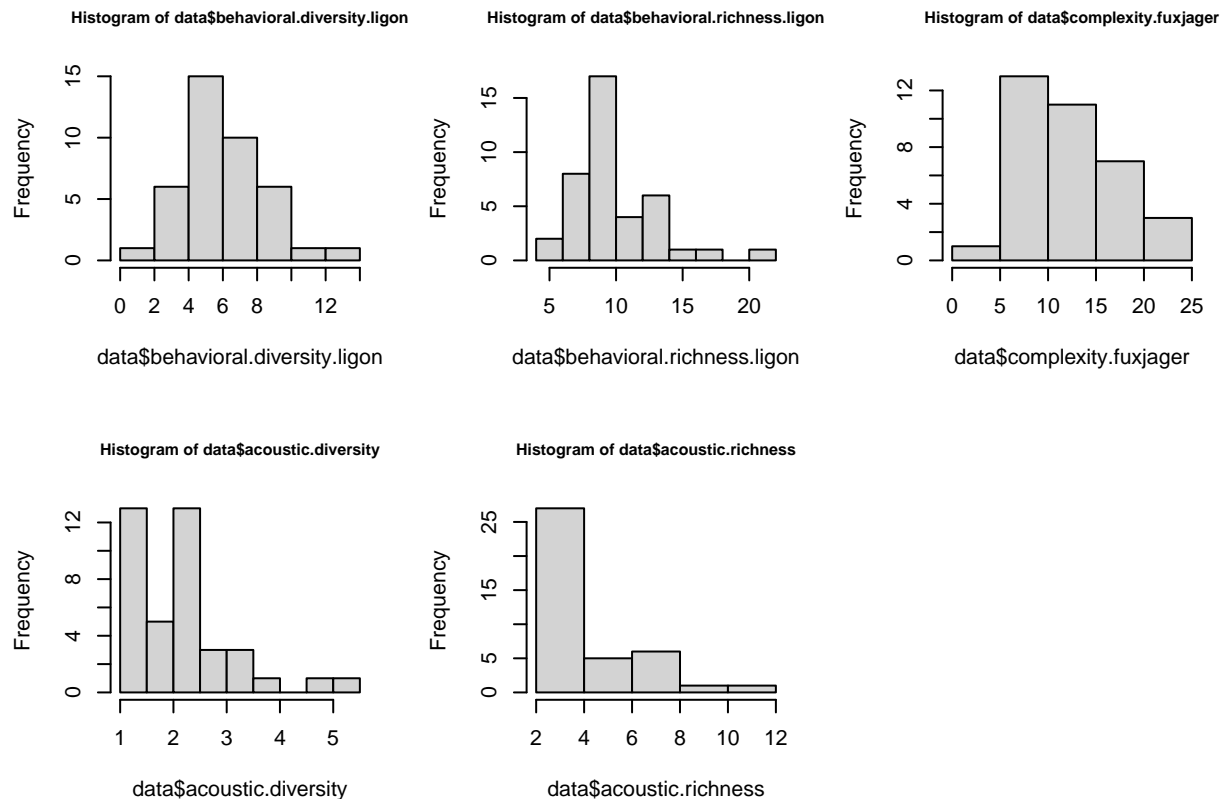 Histogram of data$behavioral.diversity.ligon
Frequency
15
10
5
0
0 2 4 6 8 12
data$behavioral.diversity.ligon
Histogram of data$behavioral.richness.ligon
Frequency
15
10
5
0
5 10 15 20
data$behavioral.richness.ligon
Histogram of data$complexity.fuxjager
Frequency
12
8
4
0
0 5 10 15 20 25
data$complexity.fuxjager
Histogram of data$acoustic.diversity
Frequency
12
8
4
0
1 2 3 4 5
data$acoustic.diversity
Histogram of data$acoustic.richness
Frequency
25
15
5
0
2 4 6 8 10 12
data$acoustic.richness